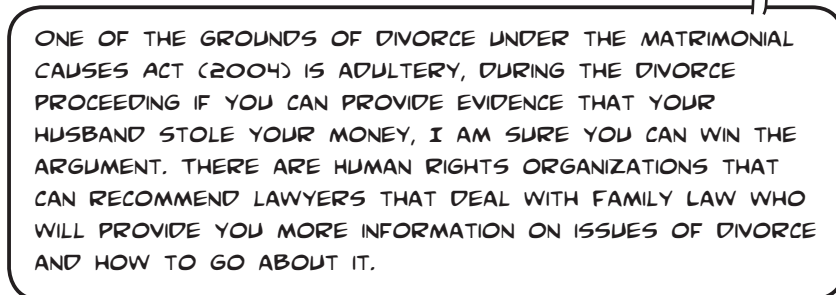 ONE OF THE GROUNDS OF DIVORCE UNDER THE MATRIMONIAL
CAUSES ACT (2004) IS ADULTERY, DURING THE DIVORCE
PROCEEDING IF YOU CAN PROVIDE EVIDENCE THAT YOUR
HUSBAND STOLE YOUR MONEY, I AM SURE YOU CAN WIN THE
ARGUMENT. THERE ARE HUMAN RIGHTS ORGANIZATIONS THAT
CAN RECOMMEND LAWYERS THAT DEAL WITH FAMILY LAW WHO
WILL PROVIDE YOU MORE INFORMATION ON ISSUES OF DIVORCE
AND HOW TO GO ABOUT IT.